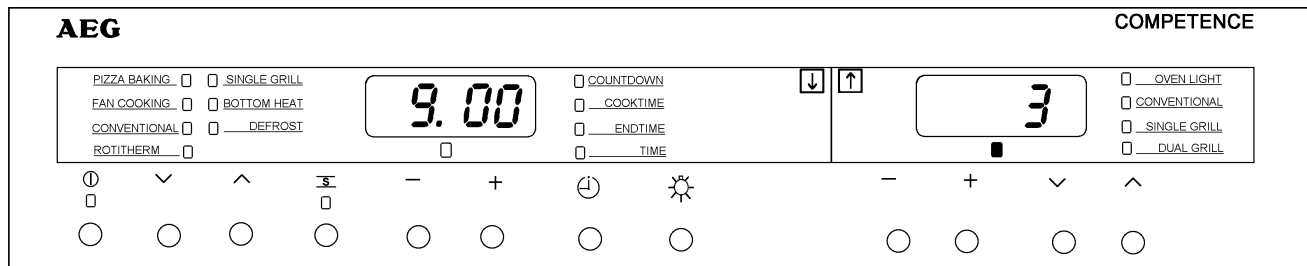 AEG
COMPETENCE
PIZZA BAKING
FAN COOKING
CONVENTIONAL
ROTITHERM
SINGLE GRILL
BOTTOM HEAT
DEFROST
9.00
COUNTDOWN
COOKTIME
ENDTIME
TIME
↓ ↑
3
OVEN LIGHT
CONVENTIONAL
SINGLE GRILL
DUAL GRILL
S
− +
− +